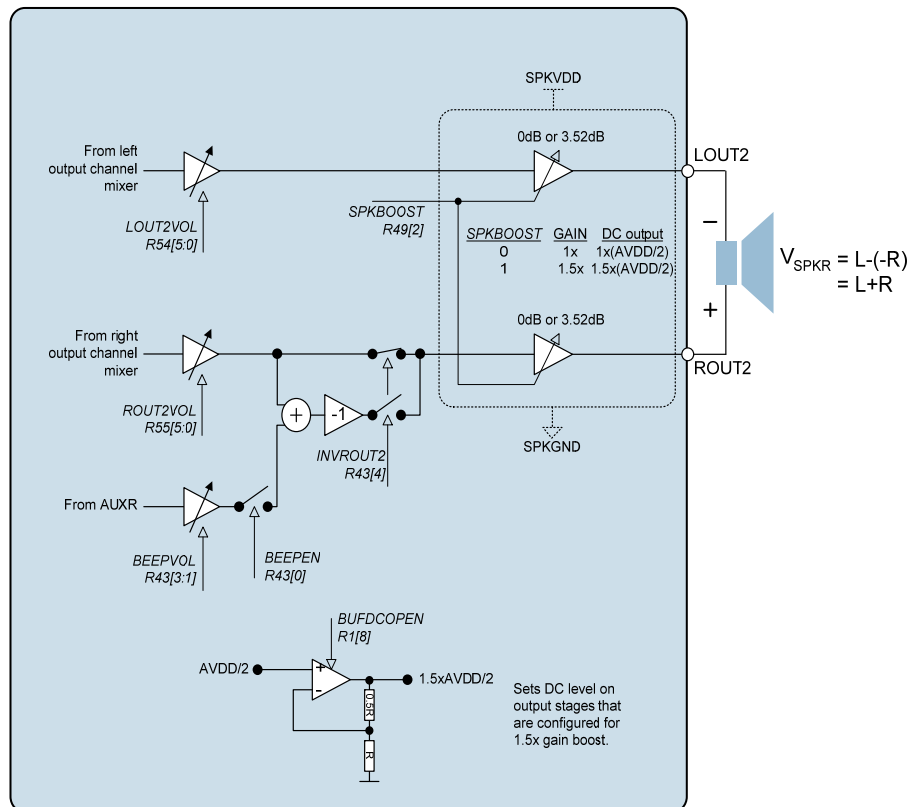 SPKVDD
0dB or 3.52dB
From left
output channel
mixer
LOUT2
LOUT2VOL
R54[5:0]
SPKBOOST
R49[2]
SPKBOOST GAIN DC output
0 1x 1x(AVDD/2)
1 1.5x 1.5x(AVDD/2)
−
+
VSPKR = L-(-R)
= L+R
0dB or 3.52dB
From right
output channel
mixer
ROUT2
ROUT2VOL
R55[5:0]
+
-1
INVROUT2
R43[4]
SPKGND
From AUXR
BEEPVOL
R43[3:1]
BEEPEN
R43[0]
BUFDCOPEN
R1[8]
AVDD/2
+
-
1.5xAVDD/2
0.5R
R
Sets DC level on
output stages that
are configured for
1.5x gain boost.